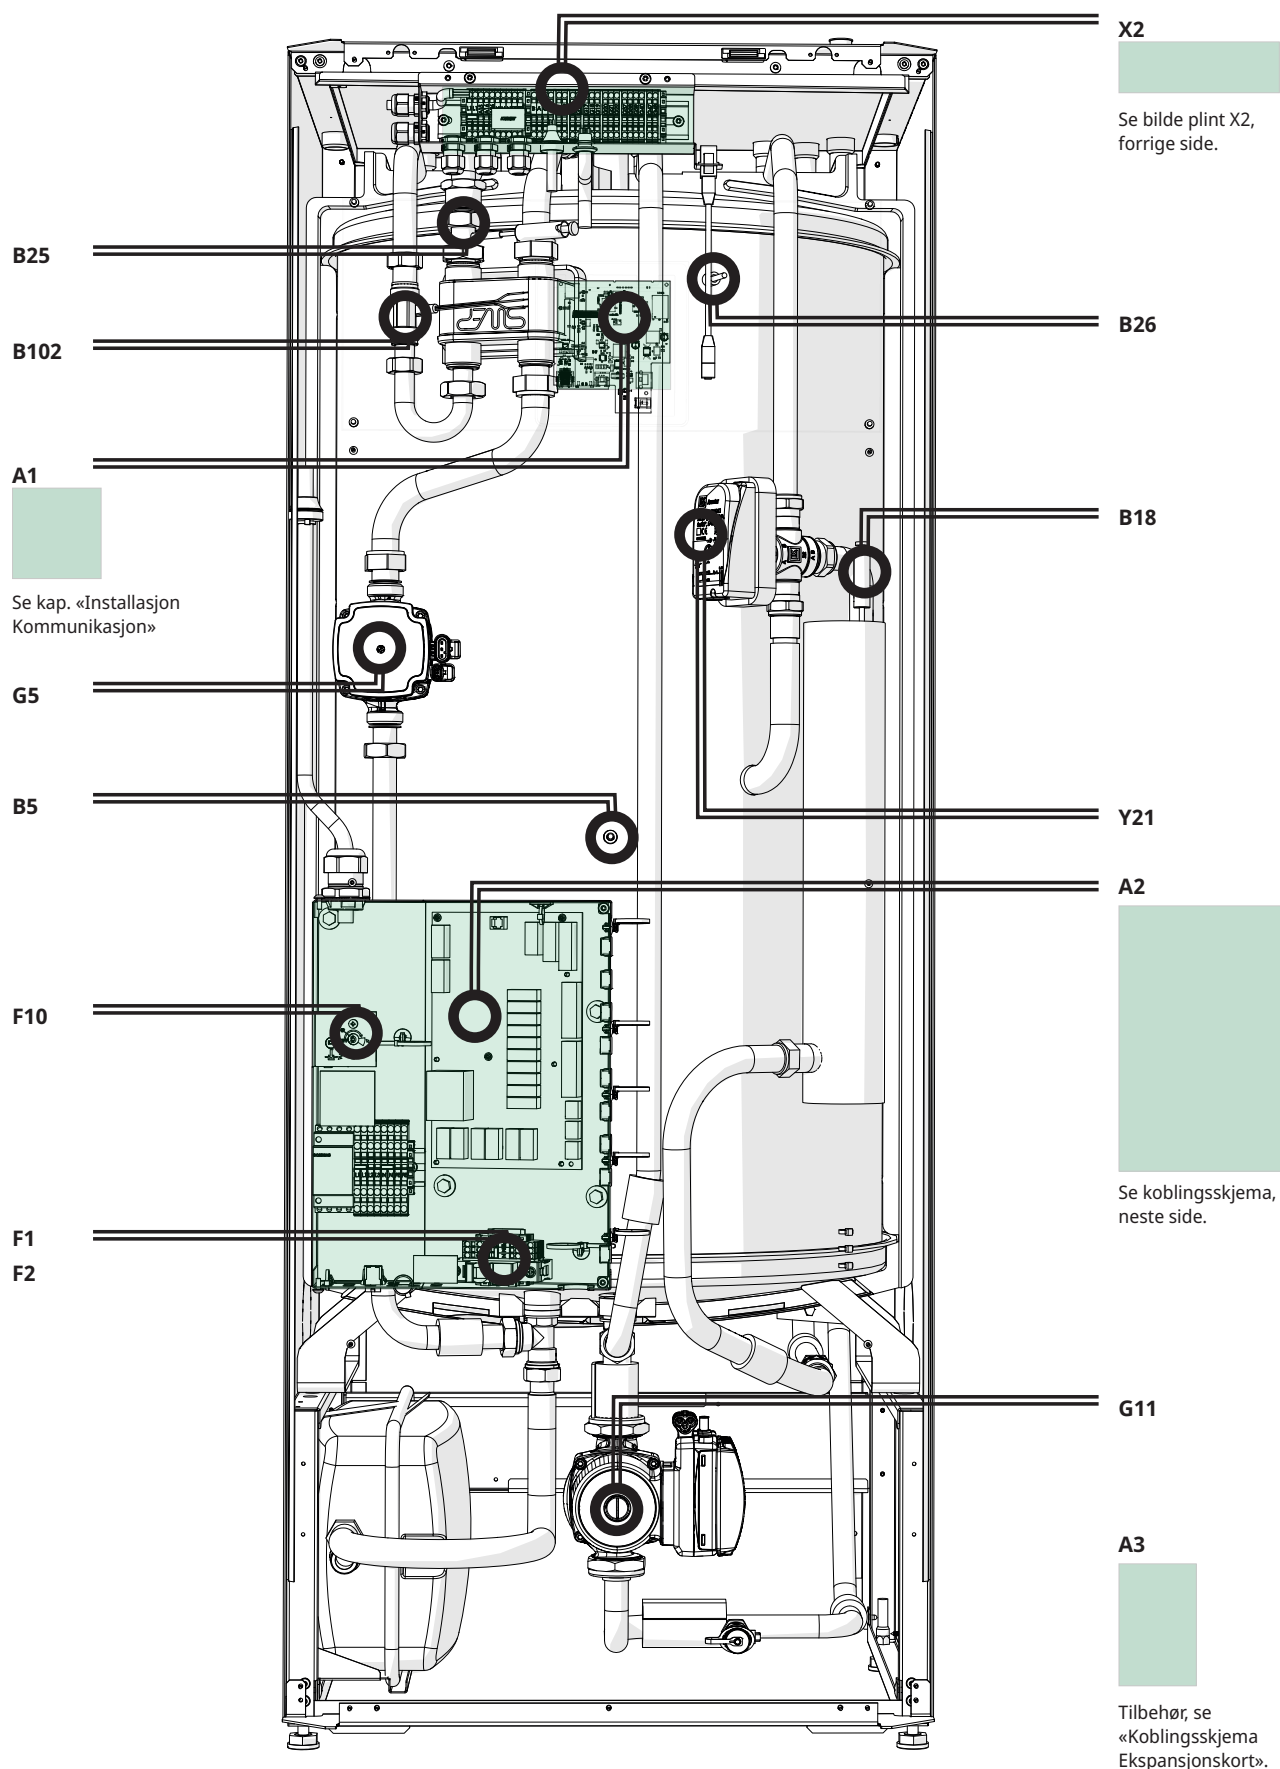 X2
Se bilde plint X2,
forrige side.
B25
B26
B102
A1
Se kap. «Installasjon
Kommunikasjon»
B18
G5
B5
Y21
A2
F10
Se koblingsskjema,
neste side.
F1
F2
G11
A3
Tilbehør, se
«Koblingsskjema
Ekspansjonskort».